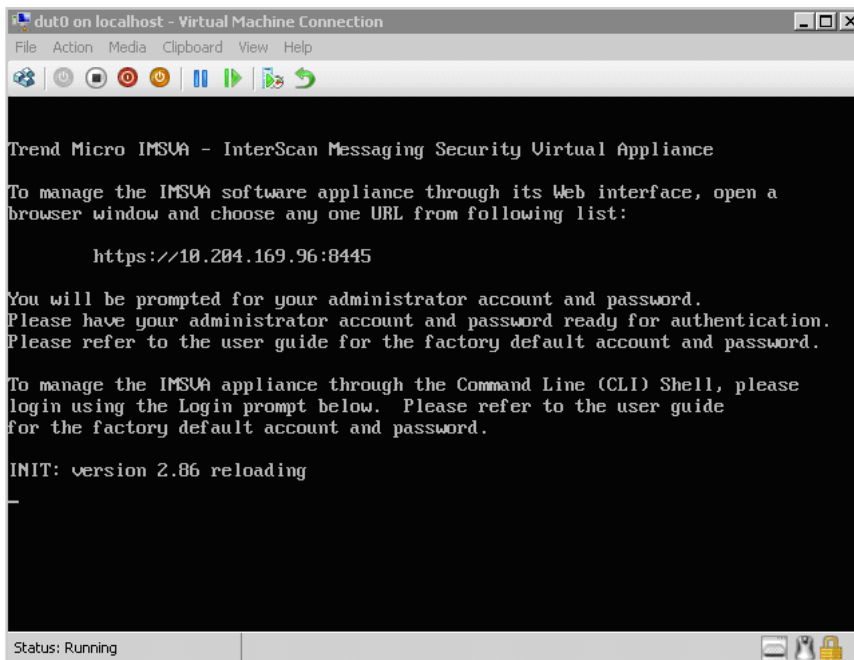 dut0 on localhost - Virtual Machine Connection
File Action Media Clipboard View Help
Trend Micro IMSVA - InterScan Messaging Security Virtual Appliance
To manage the IMSVA software appliance through its Web interface, open a
browser window and choose any one URL from following list:
https://10.204.169.96:8445
You will be prompted for your administrator account and password.
Please have your administrator account and password ready for authentication.
Please refer to the user guide for the factory default account and password.
To manage the IMSVA appliance through the Command Line (CLI) Shell, please
login using the Login prompt below.  Please refer to the user guide
for the factory default account and password.
INIT: version 2.86 reloading
Status: Running